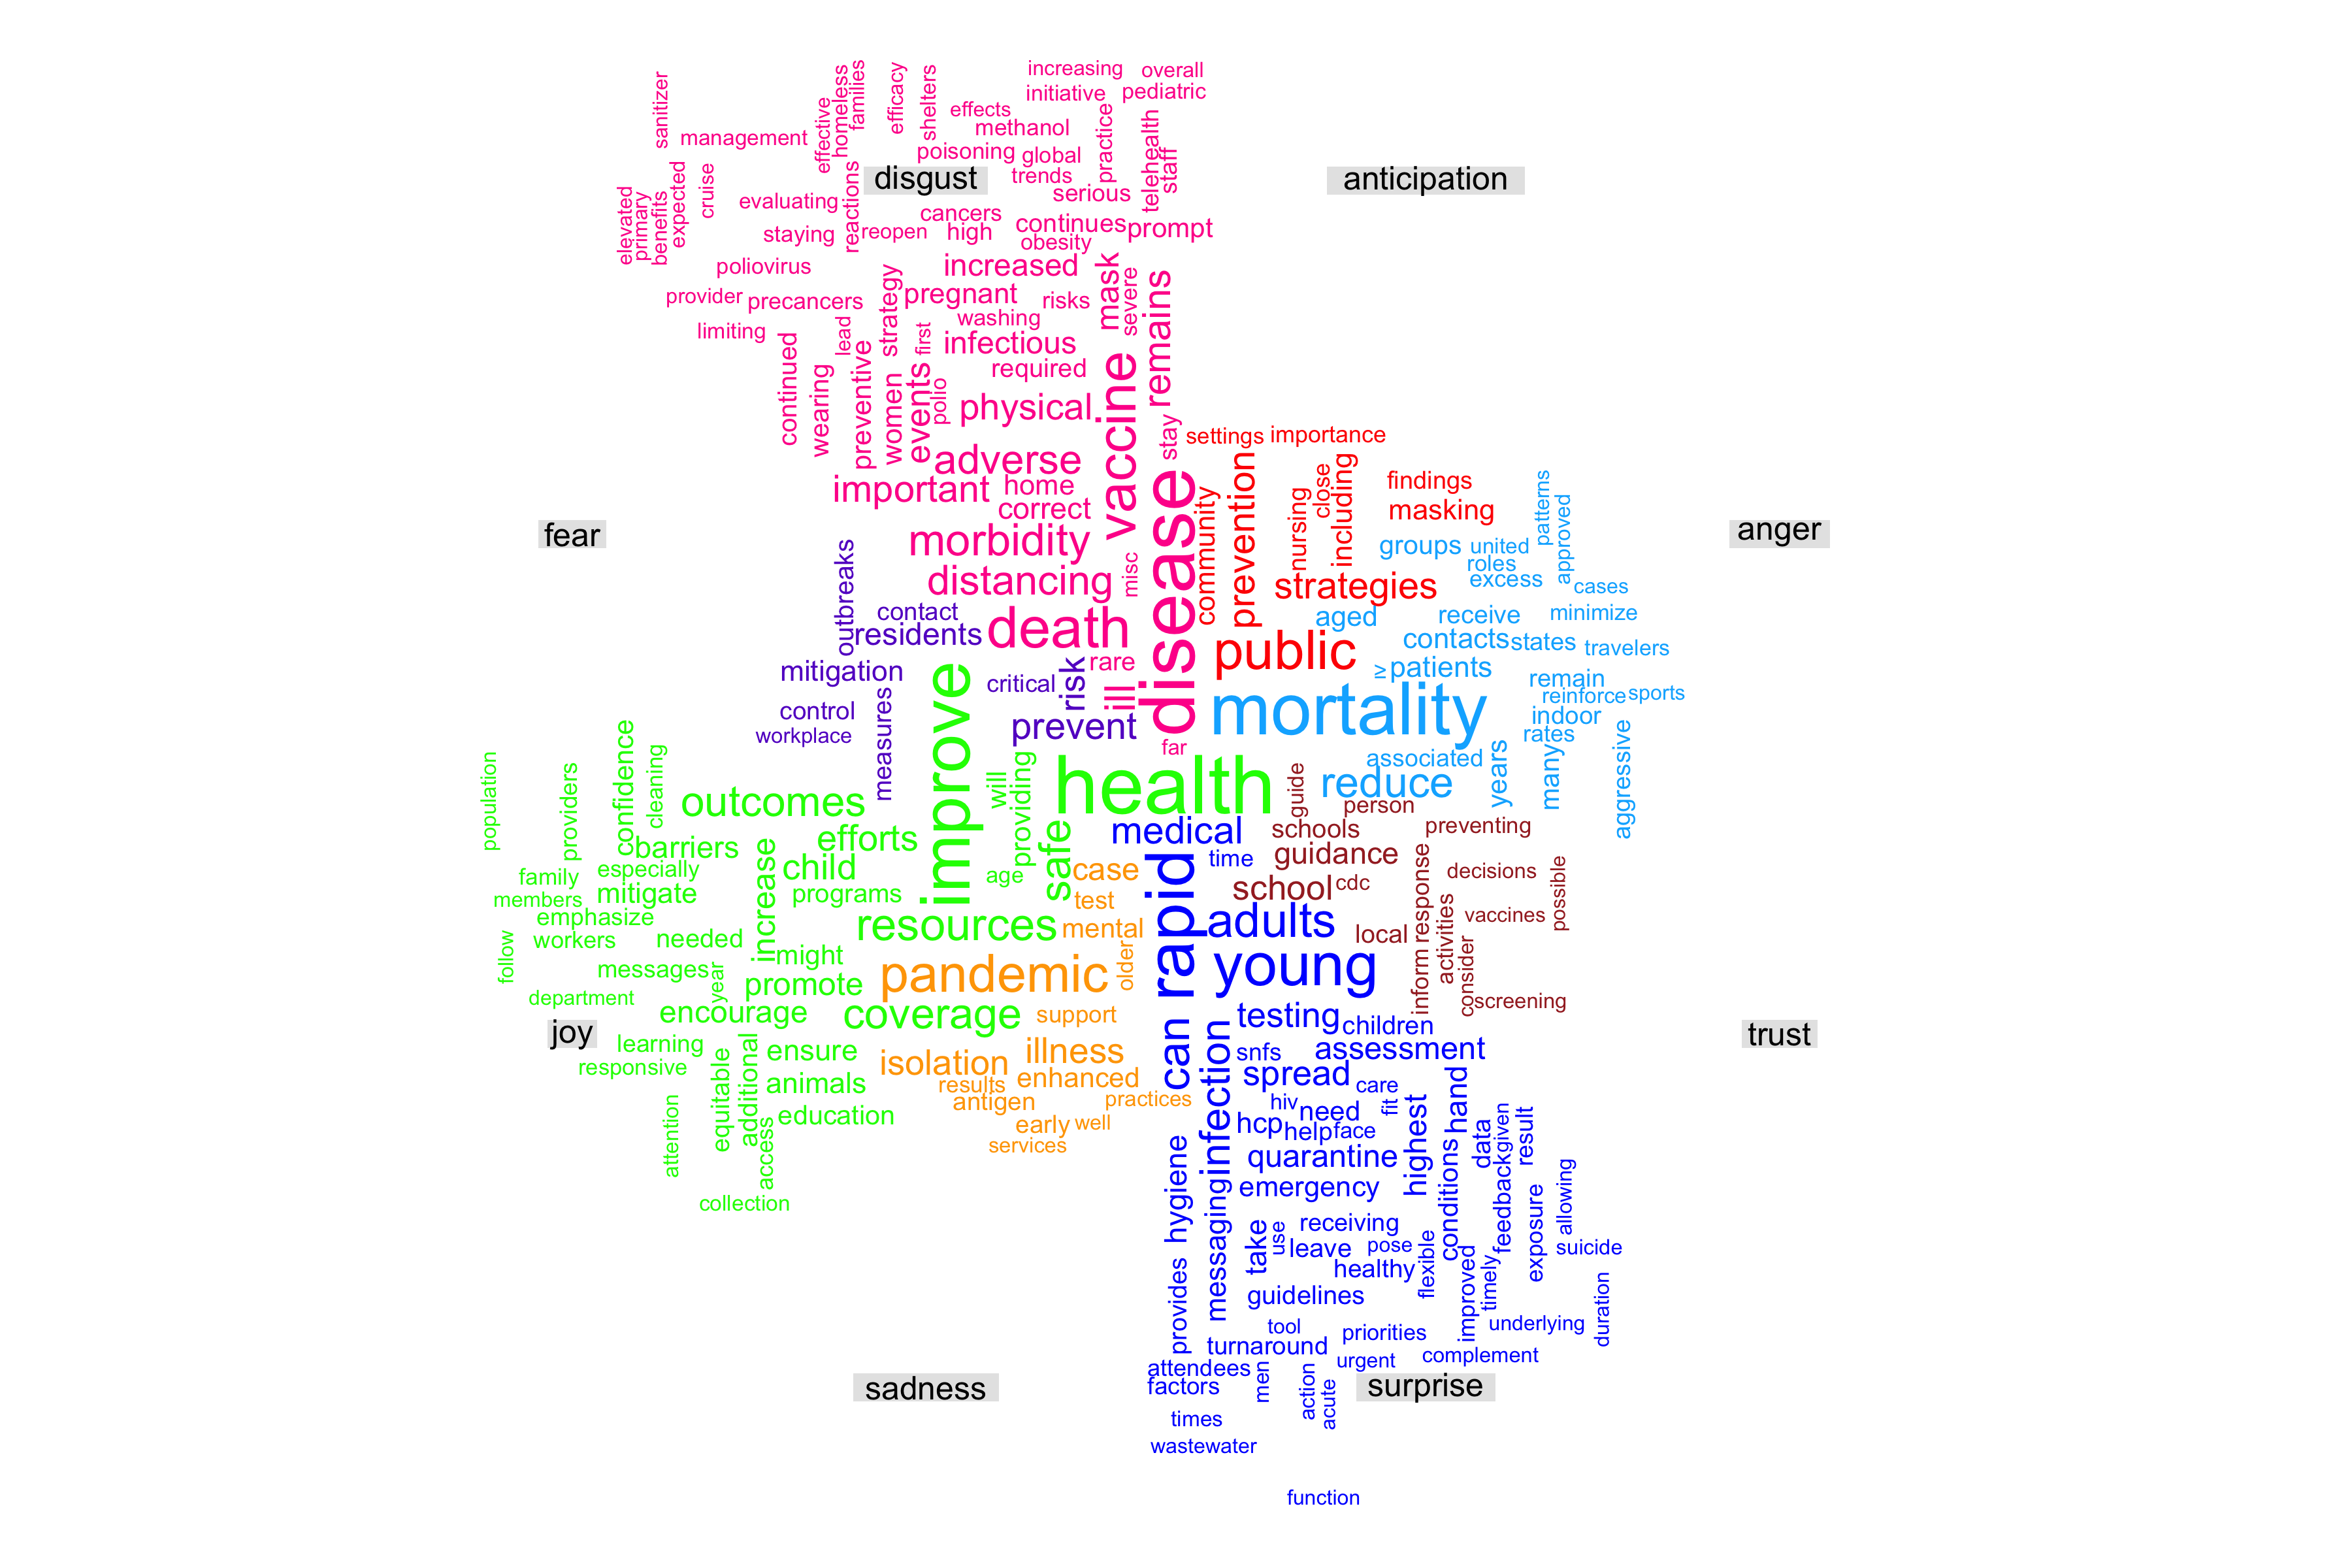 disgust
anticipation
fear
anger
joy
trust
sadness
surprise
sanitizer
management
effective
homeless
families
efficacy
shelters
effects
increasing
overall
initiative
pediatric
methanol
practice
telehealth
staff
poisoning
global
trends
serious
elevated
primary
benefits
expected
cruise
evaluating
reactions
staying
reopen
cancers
high
continues
prompt
obesity
poliovirus
increased
mask
severe
remains
provider
precancers
strategy
pregnant
risks
washing
limiting
lead
first
infectious
continued
wearing
preventive
women
events
polio
required
physical
vaccine
stay
adverse
important
home
correct
morbidity
distancing
misc
disease
death
rare
ill
far
settings
importance
community
prevention
nursing
close
including
findings
masking
strategies
public
patterns
approved
groups
united
roles
excess
cases
aged
receive
minimize
contacts
states
travelers
≥
patients
mortality
remain
reinforce
sports
indoor
rates
associated
reduce
years
many
aggressive
outbreaks
contact
residents
mitigation
critical
risk
control
workplace
measures
prevent
improve
health
population
providers
confidence
cleaning
outcomes
will
providing
safe
efforts
barriers
child
increase
especially
family
members
mitigate
programs
age
emphasize
workers
needed
resources
follow
messages
year
might
promote
department
encourage
coverage
learning
responsive
equitable
additional
ensure
animals
education
attention
access
collection
case
test
mental
older
pandemic
support
isolation
illness
results
enhanced
antigen
practices
early
well
services
guide
person
schools
preventing
guidance
school
cdc
response
decisions
possible
local
inform
activities
vaccines
consider
screening
medical
time
rapid
adults
young
can
infection
testing
children
snfs
assessment
spread
care
hiv
need
fit
hand
hcp
help
face
highest
quarantine
conditions
data
given
feedback
result
hygiene
messaging
emergency
allowing
exposure
suicide
take
use
receiving
leave
pose
healthy
flexible
improved
timely
provides
guidelines
duration
tool
turnaround
priorities
underlying
attendees
factors
men
urgent
complement
action
acute
times
wastewater
function